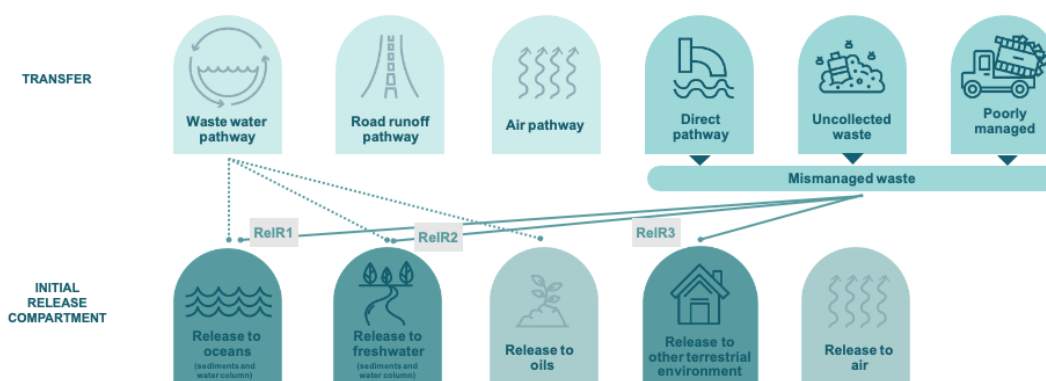 TRANSFER
Waste water
pathway
Road runoff
pathway
Air pathway
Direct
pathway
Uncollected
waste
Poorly
managed
Mismanaged waste
RelR1
RelR2
RelR3
INITIAL
RELEASE
COMPARTMENT
Release to
oceans
(sediments and
water column)
Release to
freshwater
(sediments and
water column)
Release to
oils
Release to
other terrestrial
environment
Release to
air